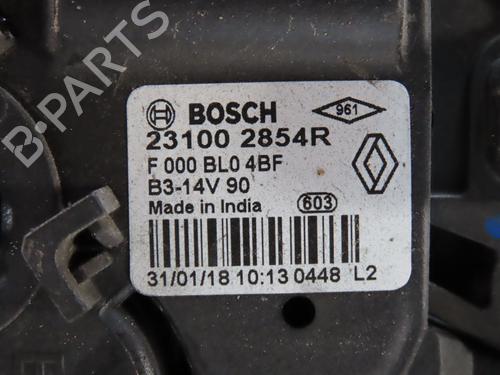 BOSCH
961
23100 2854R
F 000 BL0 4BF
B3-14V 90
Made in India
603
31/01/18 10:13 0448 L2
B-Parts